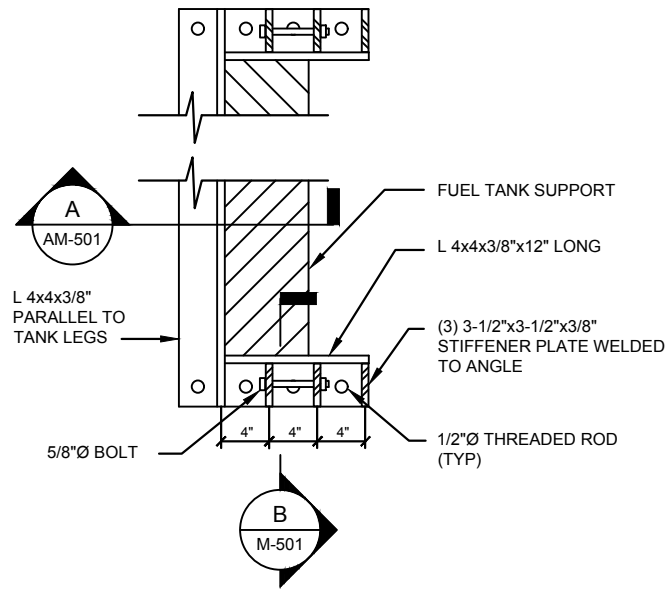 A
AM-501
FUEL TANK SUPPORT
L 4x4x3/8"x12" LONG
L 4x4x3/8"
PARALLEL TO
TANK LEGS
(3) 3-1/2"x3-1/2"x3/8"
STIFFENER PLATE WELDED
TO ANGLE
4" 4" 4"
5/8"Ø BOLT
1/2"Ø THREADED ROD
(TYP)
B
M-501